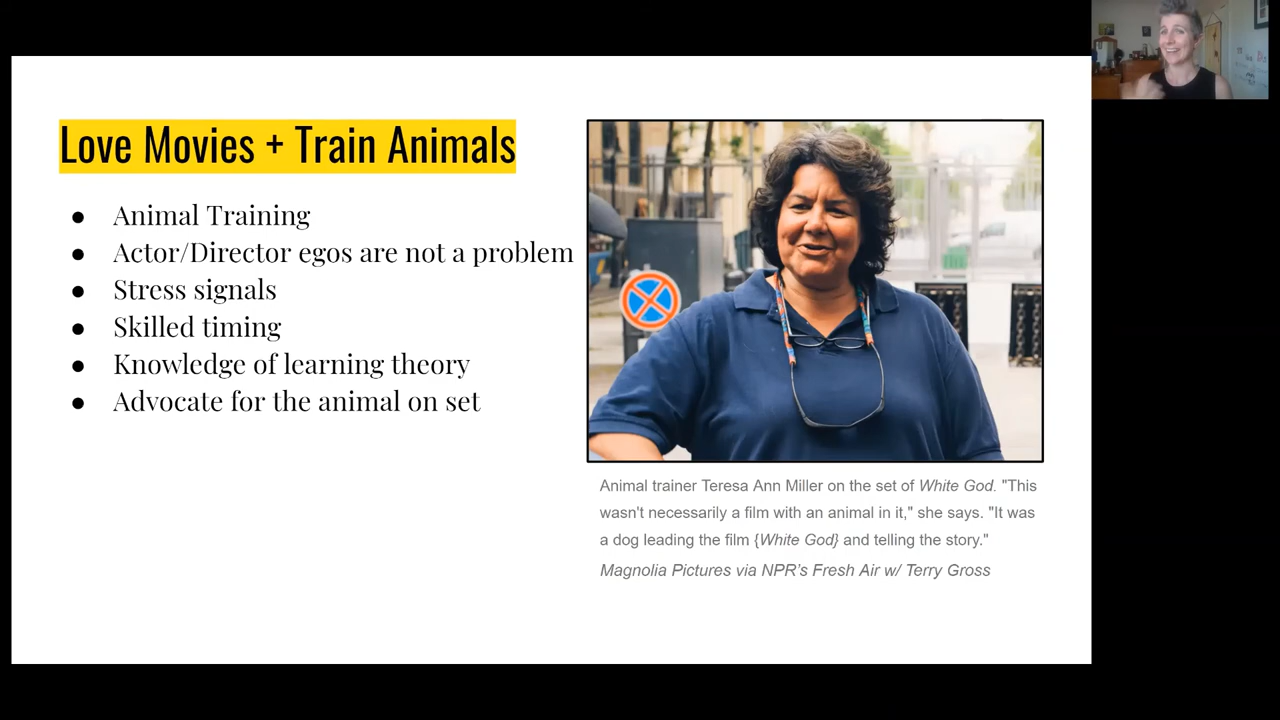 Love Movies + Train Animals
● Animal Training
● Actor/Director egos are not a problem
● Stress signals
● Skilled timing
● Knowledge of learning theory
● Advocate for the animal on set
Animal trainer Teresa Ann Miller on the set of White God. "This
wasn't necessarily a film with an animal in it," she says. "It was
a dog leading the film {White God} and telling the story."
Magnolia Pictures via NPR's Fresh Air w/ Terry Gross